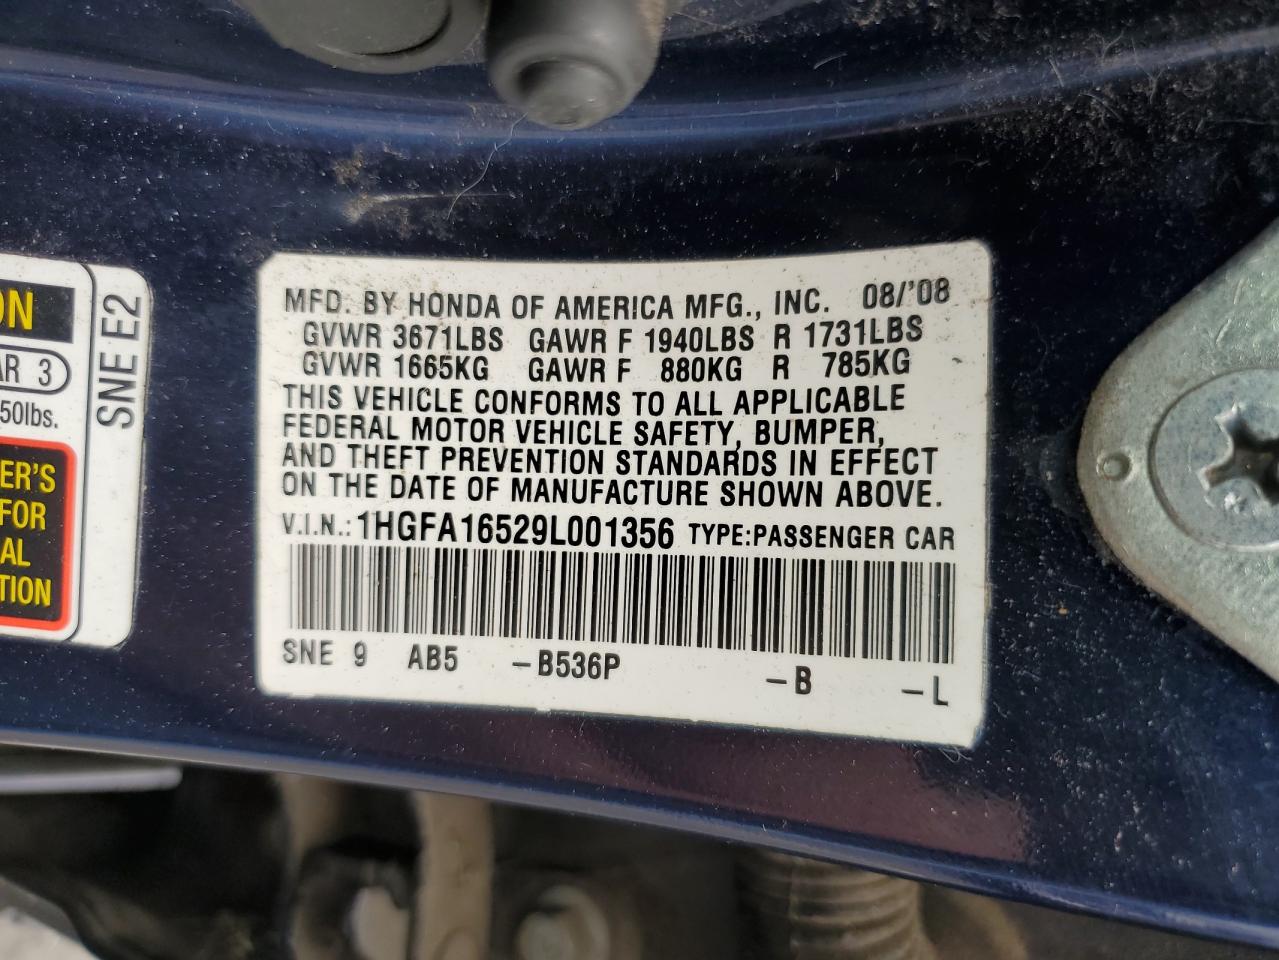 ON
AR 3
50lbs.
ER'S
FOR
AL
TION
SNE E2
MFD. BY HONDA OF AMERICA MFG., INC. 08/'08
GVWR 3671LBS GAWR F 1940LBS R 1731LBS
GVWR 1665KG GAWR F 880KG R 785KG
THIS VEHICLE CONFORMS TO ALL APPLICABLE
FEDERAL MOTOR VEHICLE SAFETY, BUMPER,
AND THEFT PREVENTION STANDARDS IN EFFECT
ON THE DATE OF MANUFACTURE SHOWN ABOVE.
V.I.N.: 1HGFA16529L001356 TYPE:PASSENGER CAR
SNE 9 AB5 -B536P -B -L